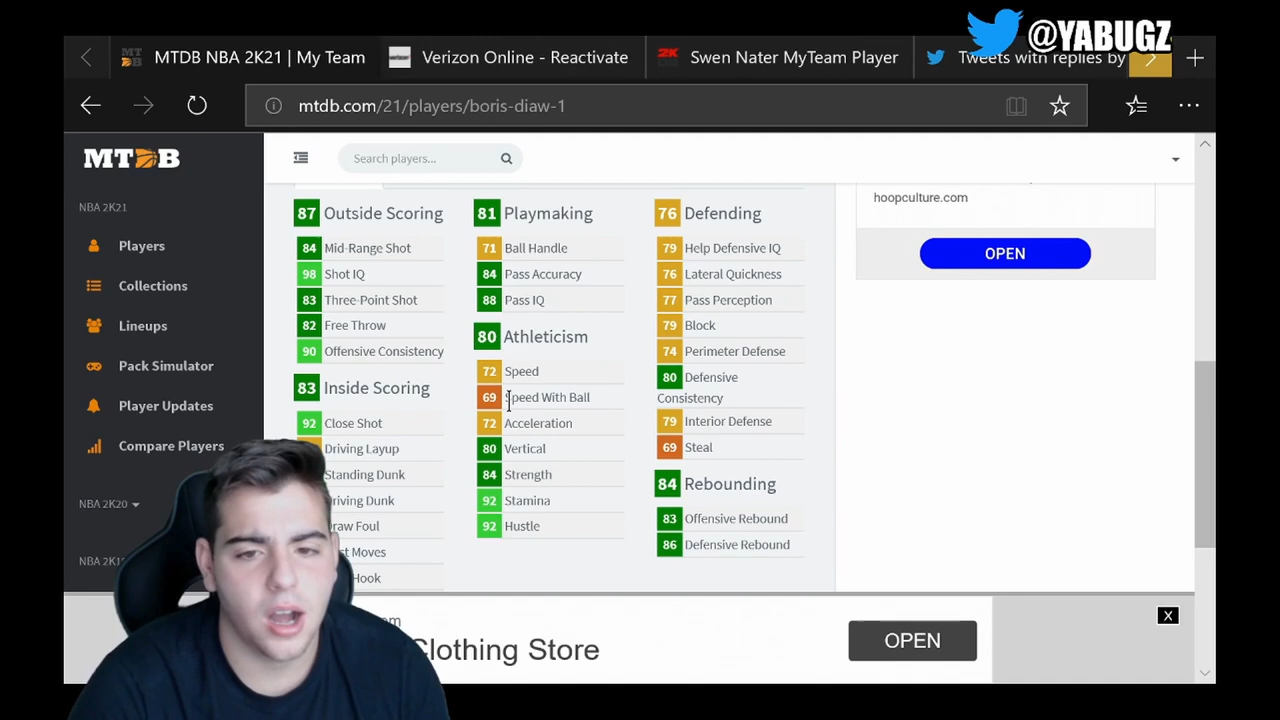 @YABUGZ
MTDB NBA 2K21 | My Team
Verizon Online - Reactivate
2K
Swen Nater MyTeam Player
Tweets with replies by
mtdb.com/21/players/boris-diaw-1
MTDB
Search players...
NBA 2K21
Players
Collections
Lineups
Pack Simulator
Player Updates
Compare Players
NBA 2K20
87 Outside Scoring
84 Mid-Range Shot
98 Shot IQ
83 Three-Point Shot
82 Free Throw
90 Offensive Consistency
83 Inside Scoring
92 Close Shot
Driving Layup
Standing Dunk
Driving Dunk
Draw Foul
Moves
Hook
81 Playmaking
71 Ball Handle
84 Pass Accuracy
88 Pass IQ
80 Athleticism
72 Speed
69 Speed With Ball
72 Acceleration
80 Vertical
84 Strength
92 Stamina
92 Hustle
76 Defending
79 Help Defensive IQ
76 Lateral Quickness
77 Pass Perception
79 Block
74 Perimeter Defense
80 Defensive
Consistency
79 Interior Defense
69 Steal
84 Rebounding
83 Offensive Rebound
86 Defensive Rebound
hoopculture.com
OPEN
Clothing Store
OPEN
X